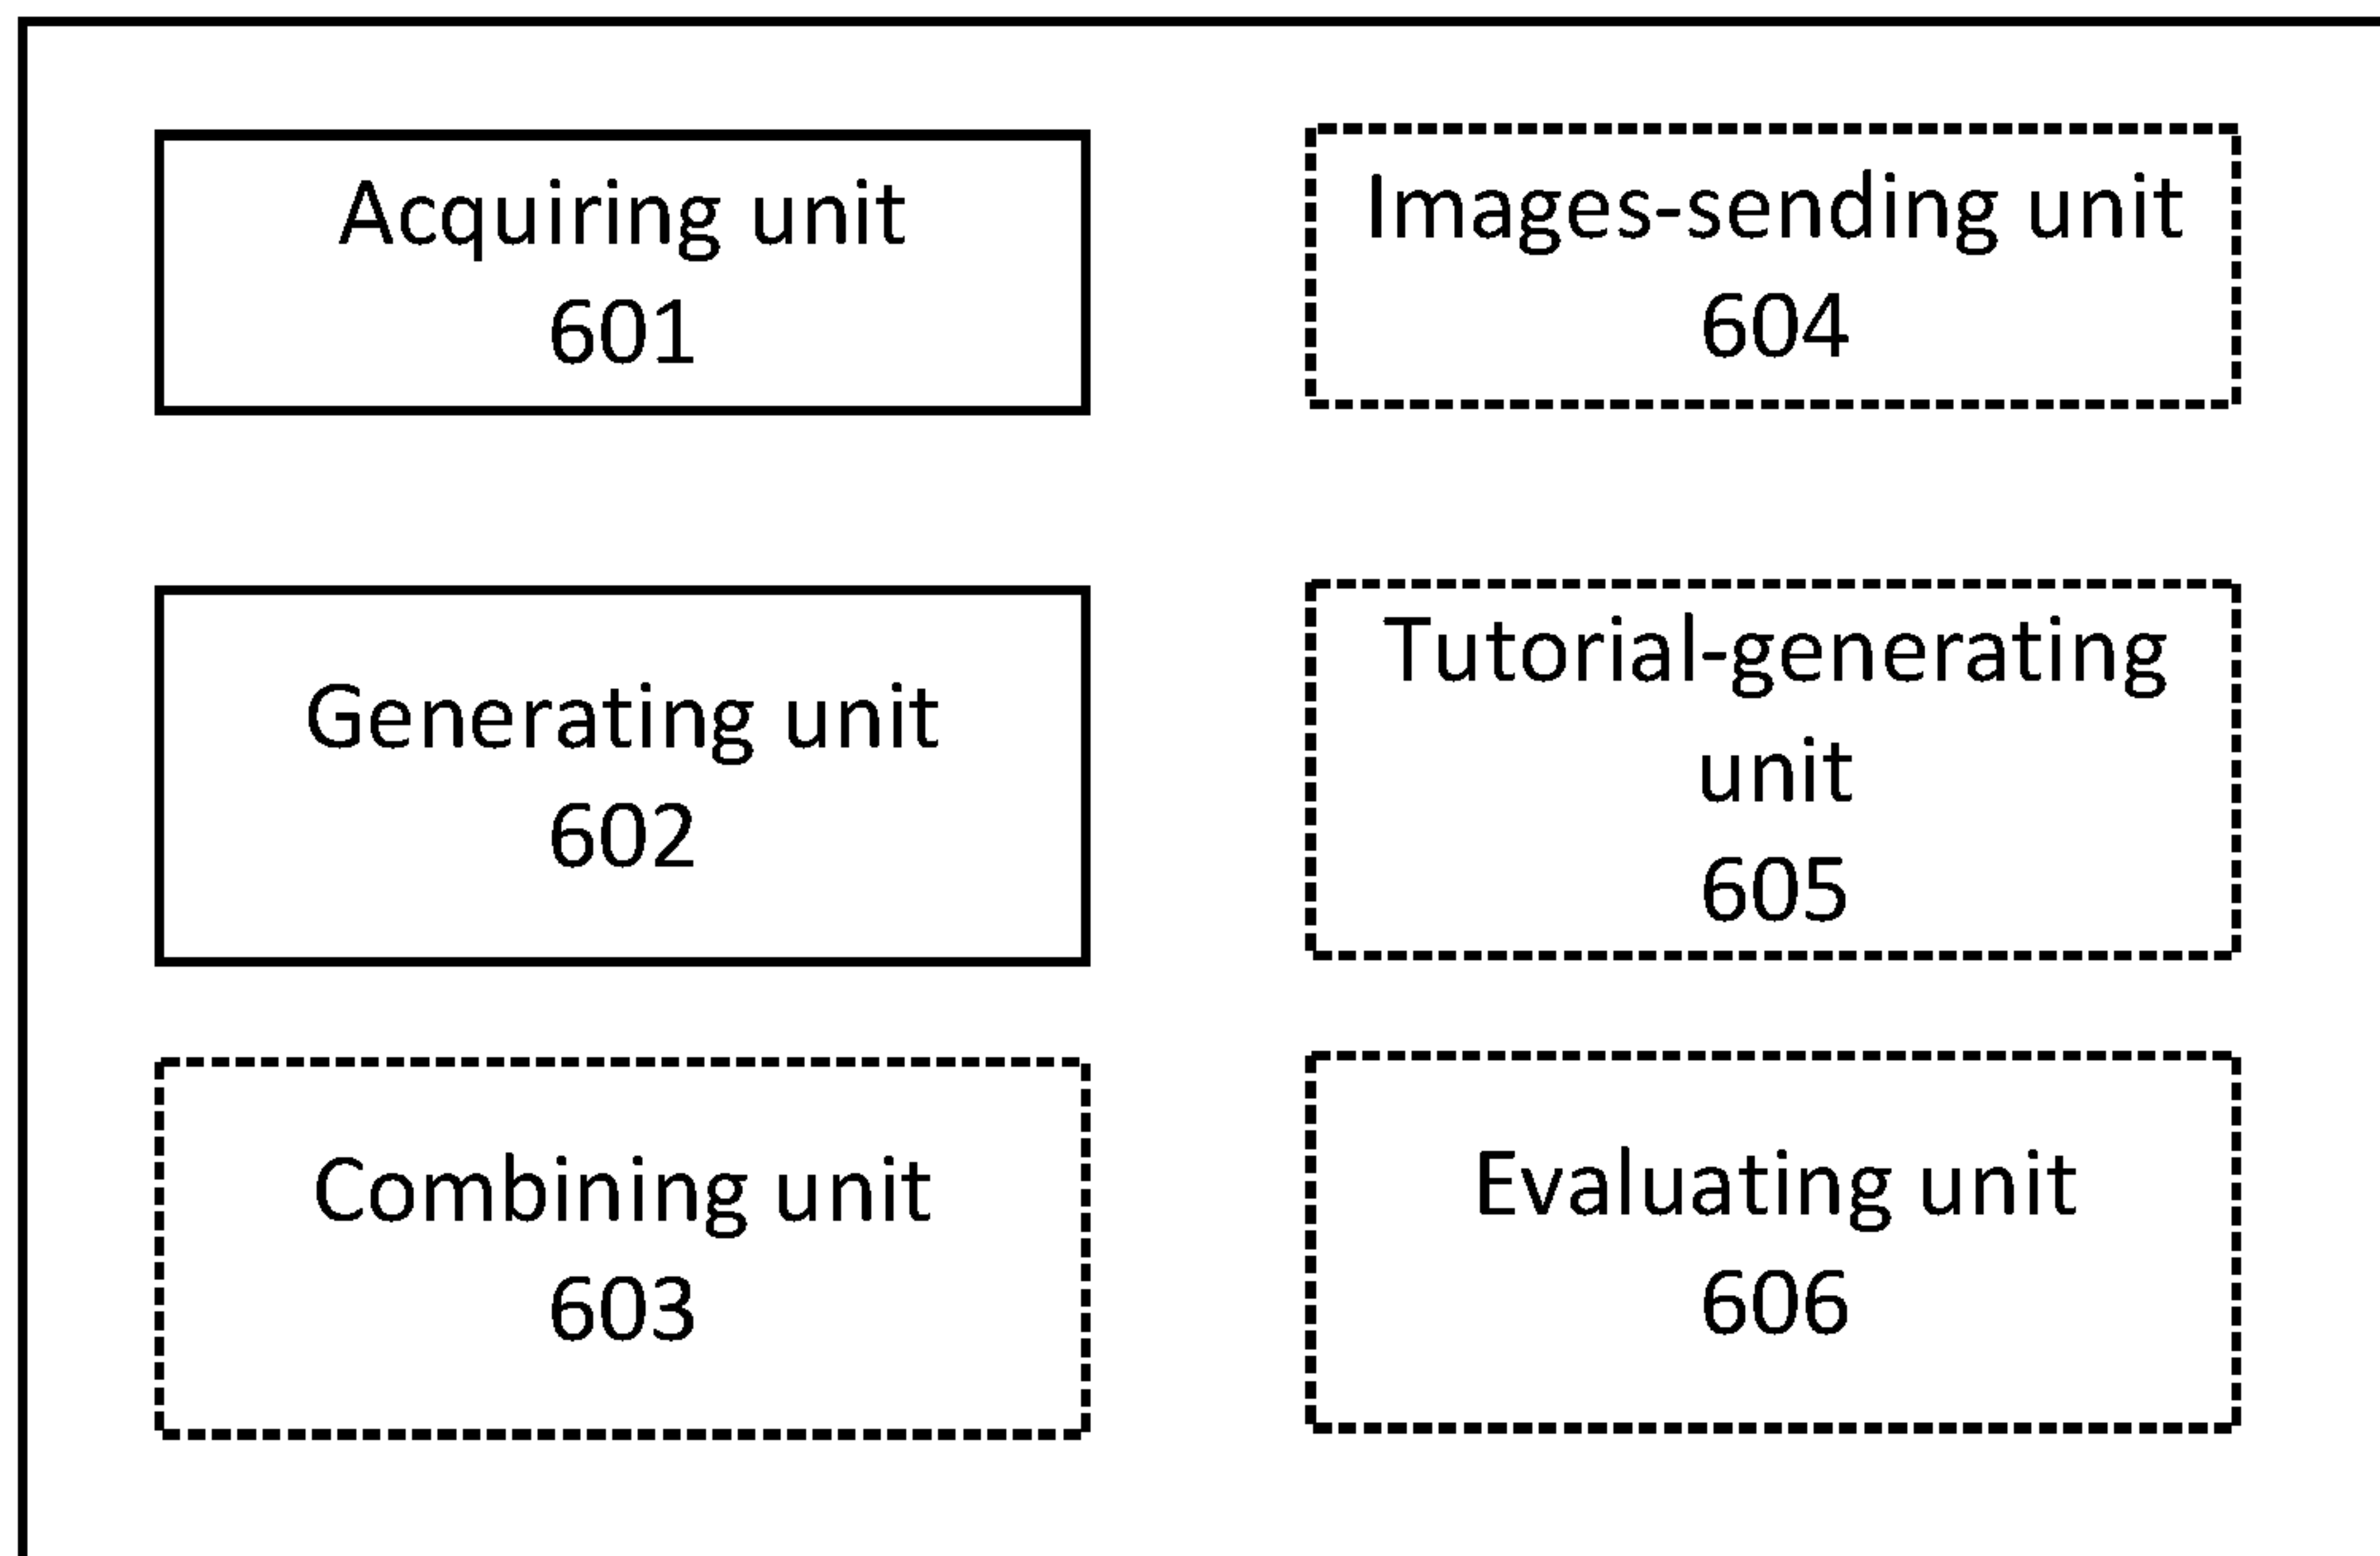 Acquiring unit
601
Images-sending unit
604
Generating unit
602
Tutorial-generating
unit
605
Combining unit
603
Evaluating unit
606